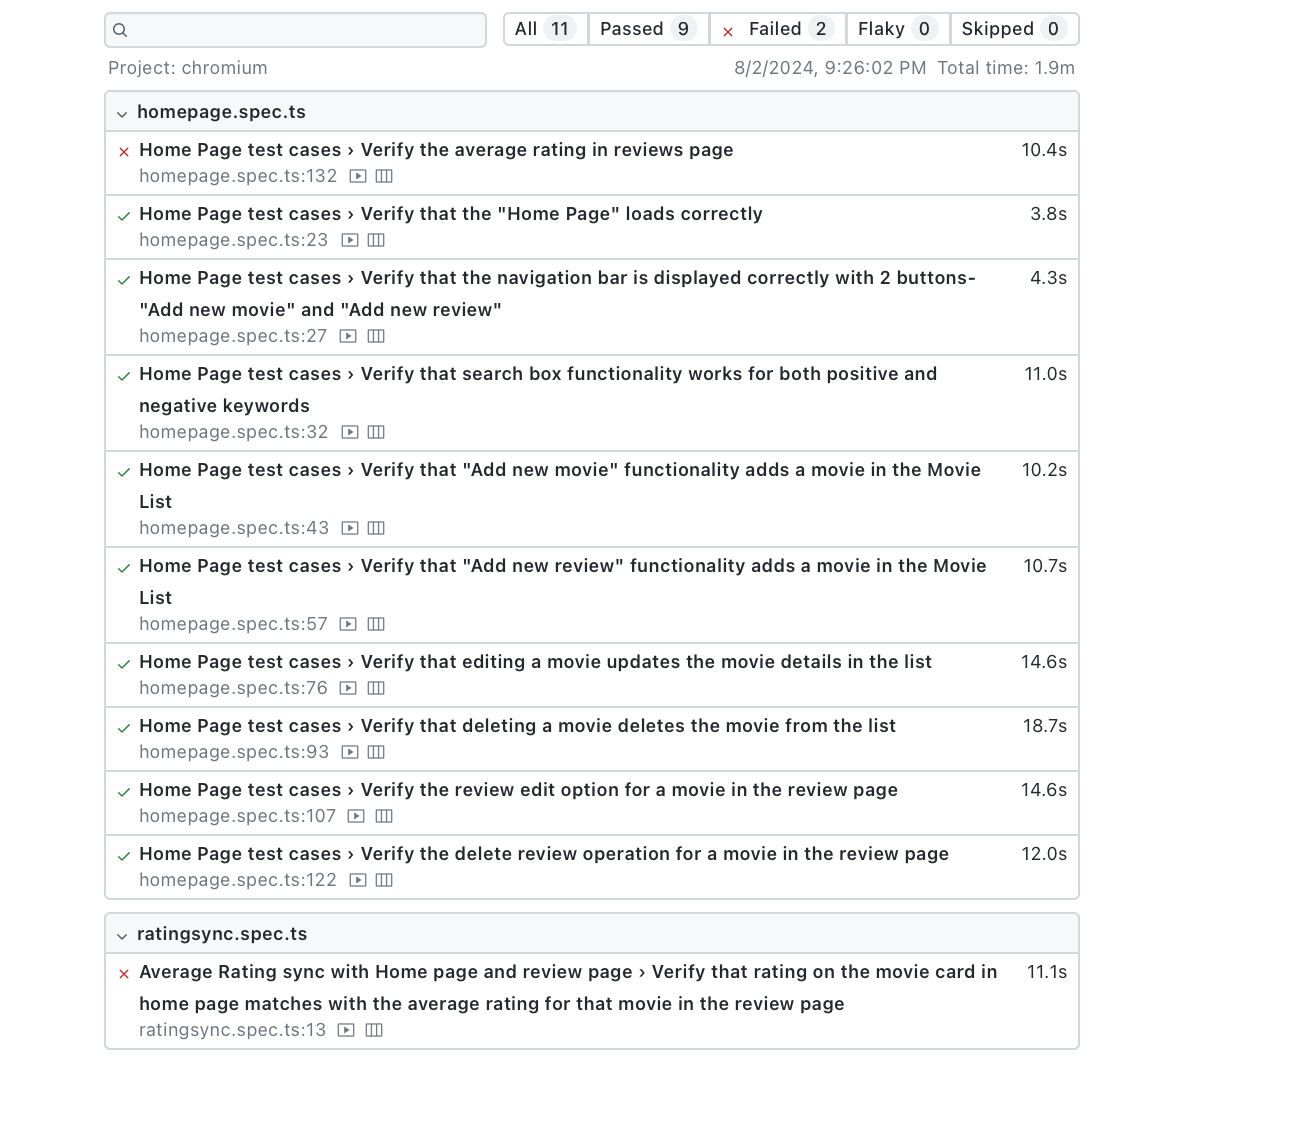 All 11 Passed 9 Failed 2 Flaky 0 Skipped 0
Project: chromium 8/2/2024, 9:26:02 PM Total time: 1.9m
homepage.spec.ts
Home Page test cases › Verify the average rating in reviews page 10.4s
homepage.spec.ts:132
Home Page test cases › Verify that the "Home Page" loads correctly 3.8s
homepage.spec.ts:23
Home Page test cases › Verify that the navigation bar is displayed correctly with 2 buttons- 4.3s
"Add new movie" and "Add new review"
homepage.spec.ts:27
Home Page test cases › Verify that search box functionality works for both positive and 11.0s
negative keywords
homepage.spec.ts:32
Home Page test cases › Verify that "Add new movie" functionality adds a movie in the Movie 10.2s
List
homepage.spec.ts:43
Home Page test cases › Verify that "Add new review" functionality adds a movie in the Movie 10.7s
List
homepage.spec.ts:57
Home Page test cases › Verify that editing a movie updates the movie details in the list 14.6s
homepage.spec.ts:76
Home Page test cases › Verify that deleting a movie deletes the movie from the list 18.7s
homepage.spec.ts:93
Home Page test cases › Verify the review edit option for a movie in the review page 14.6s
homepage.spec.ts:107
Home Page test cases › Verify the delete review operation for a movie in the review page 12.0s
homepage.spec.ts:122
ratingsync.spec.ts
Average Rating sync with Home page and review page › Verify that rating on the movie card in 11.1s
home page matches with the average rating for that movie in the review page
ratingsync.spec.ts:13